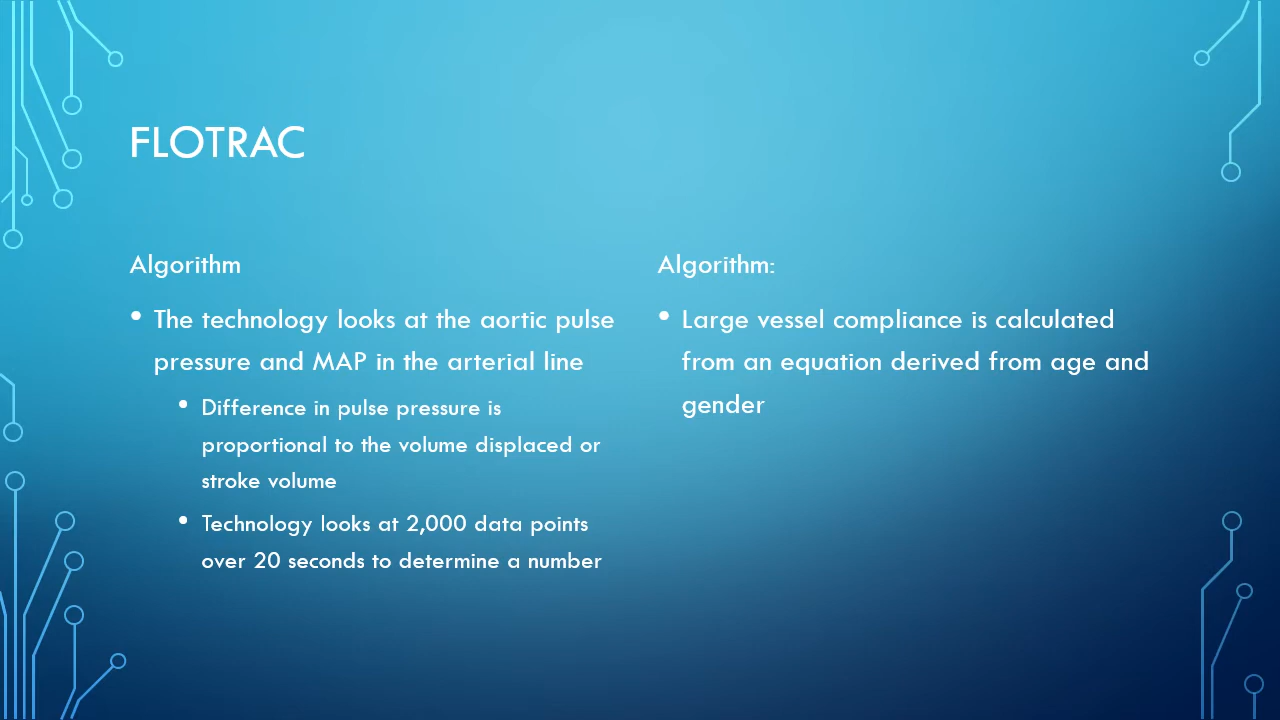 FLOTRAC
Algorithm
• The technology looks at the aortic pulse
pressure and MAP in the arterial line
• Difference in pulse pressure is
proportional to the volume displaced or
stroke volume
• Technology looks at 2,000 data points
over 20 seconds to determine a number
Algorithm:
• Large vessel compliance is calculated
from an equation derived from age and
gender